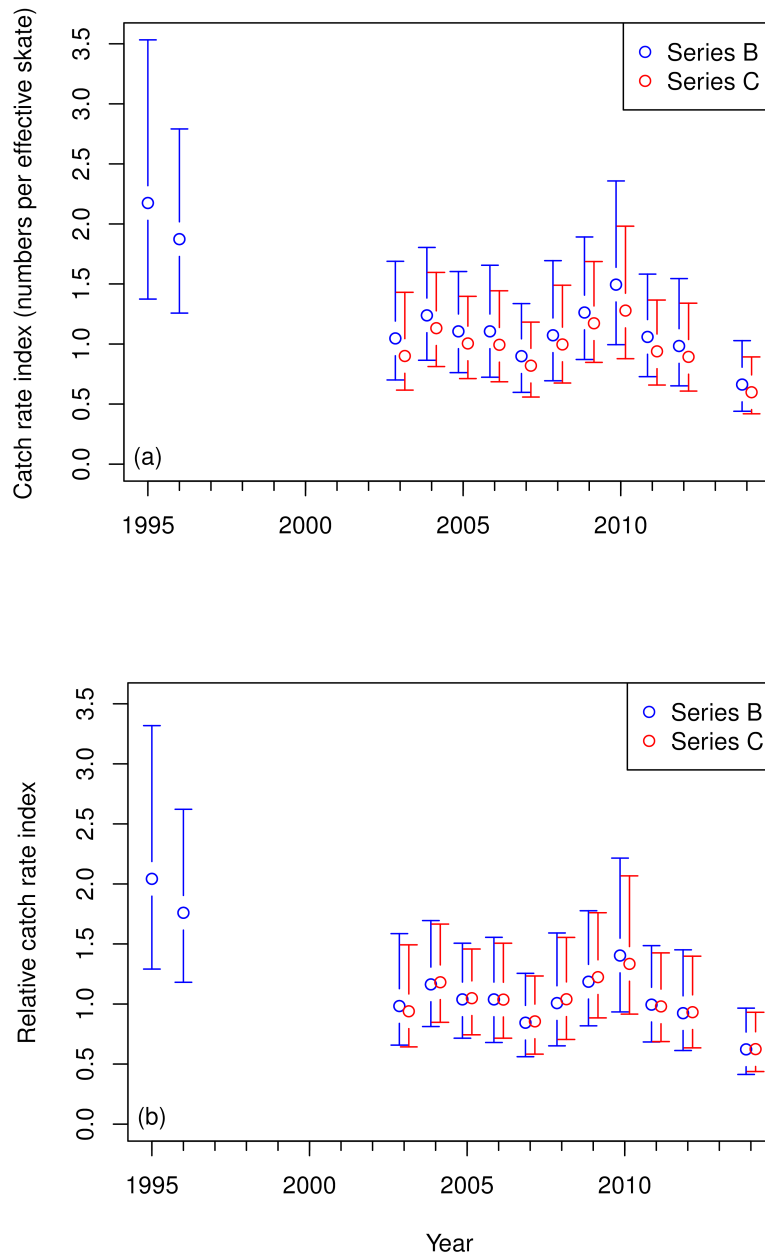 Catch rate index (numbers per effective skate)
3.5
3.0
2.5
2.0
1.5
1.0
0.5
0.0
Series B
Series C
(a)
1995 2000 2005 2010
Relative catch rate index
3.5
3.0
2.5
2.0
1.5
1.0
0.5
0.0
Series B
Series C
(b)
1995 2000 2005 2010
Year